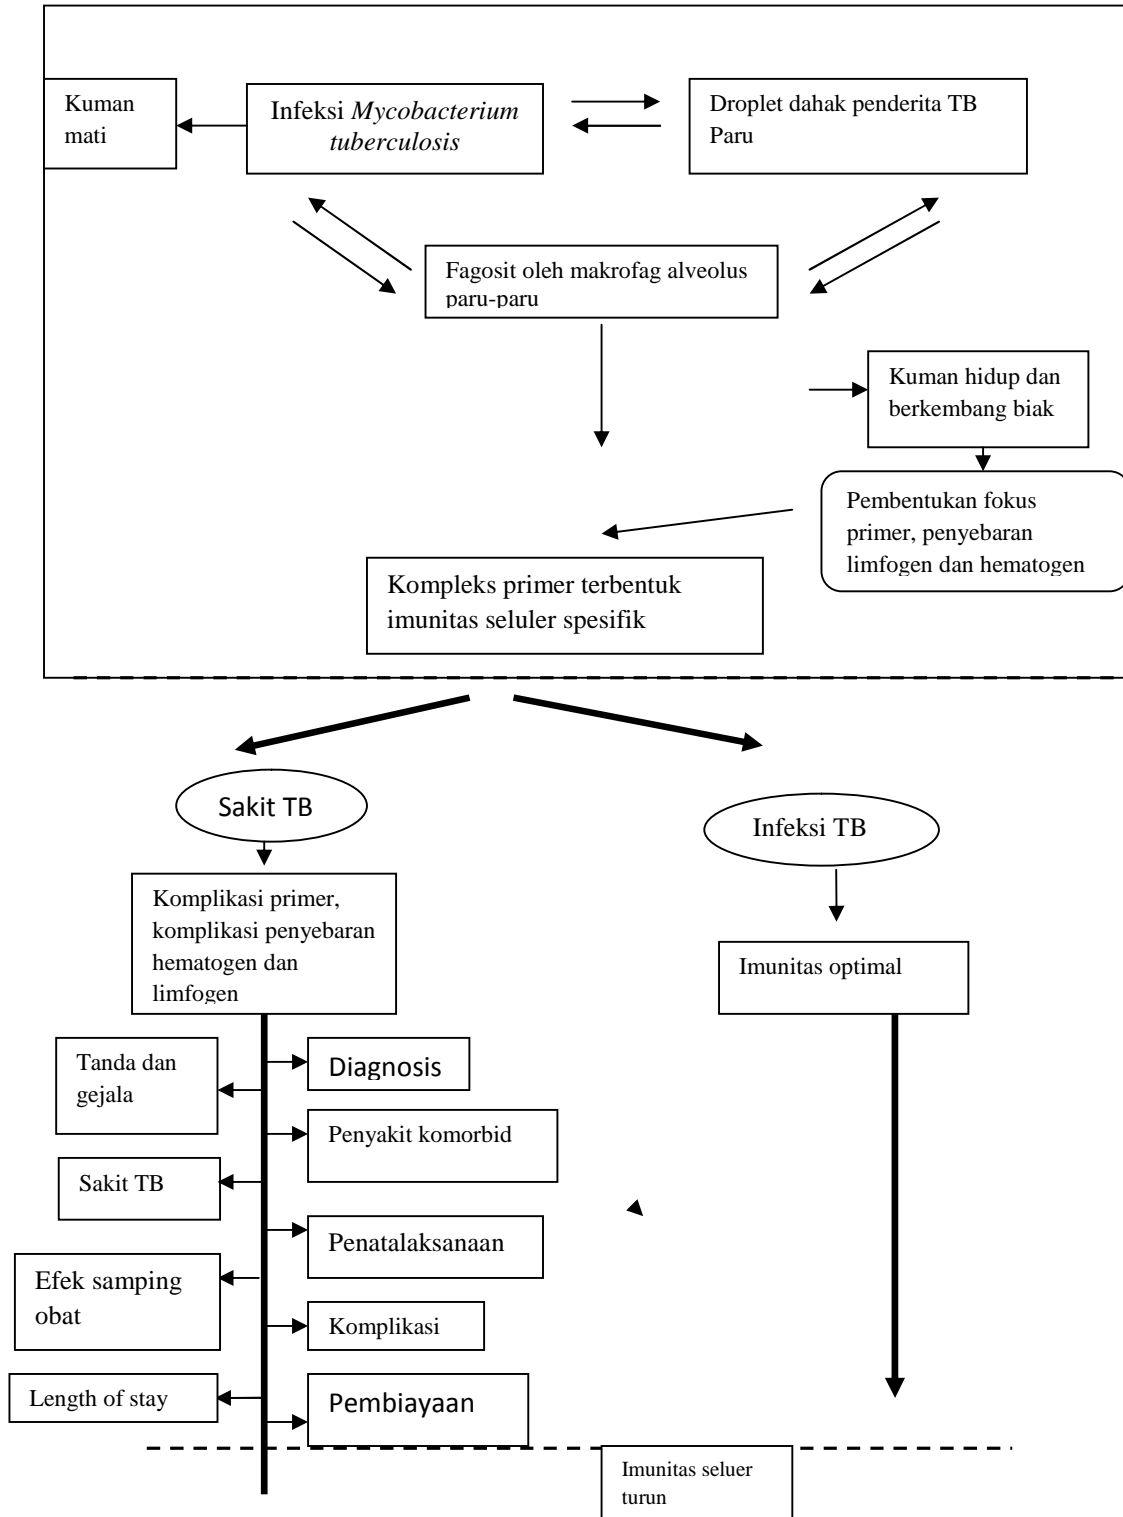 Kuman
mati
Infeksi Mycobacterium
tuberculosis
Droplet dahak penderita TB
Paru
Fagosit oleh makrofag alveolus
paru-paru
Kuman hidup dan
berkembang biak
Pembentukan fokus
primer, penyebaran
limfogen dan hematogen
Kompleks primer terbentuk
imunitas seluler spesifik
Sakit TB
Infeksi TB
Komplikasi primer,
komplikasi penyebaran
hematogen dan
limfogen
Imunitas optimal
Tanda dan
gejala
Diagnosis
Penyakit komorbid
Sakit TB
Penatalaksanaan
Efek samping
obat
Komplikasi
Length of stay
Pembiayaan
Imunitas seluer
turun